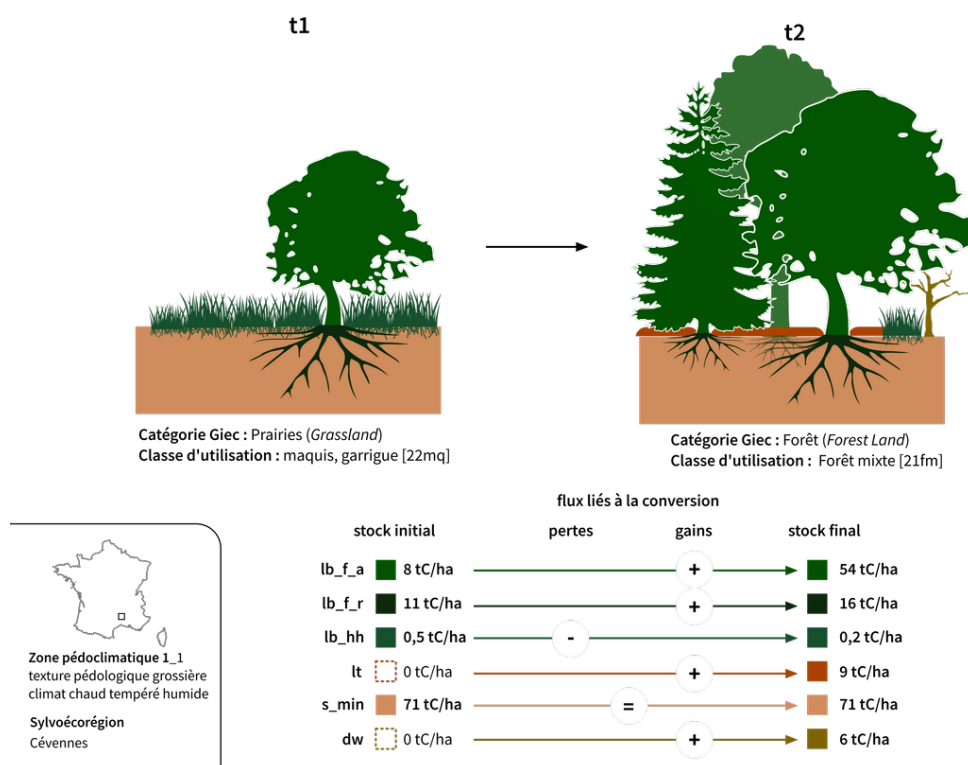 t1
t2
Catégorie Giec : Prairies (Grassland)
Classe d'utilisation : maquis, garrigue [22mq]
Catégorie Giec : Forêt (Forest Land)
Classe d'utilisation : Forêt mixte [21fm]
flux liés à la conversion
stock initial pertes gains stock final
lb_f_a 8 tC/ha + 54 tC/ha
lb_f_r 11 tC/ha + 16 tC/ha
lb_hh 0,5 tC/ha - 0,2 tC/ha
lt 0 tC/ha + 9 tC/ha
s_min 71 tC/ha = 71 tC/ha
dw 0 tC/ha + 6 tC/ha
Zone pédoclimatique 1_1
texture pédologique grossière
climat chaud tempéré humide
Sylvoécorégion
Cévennes